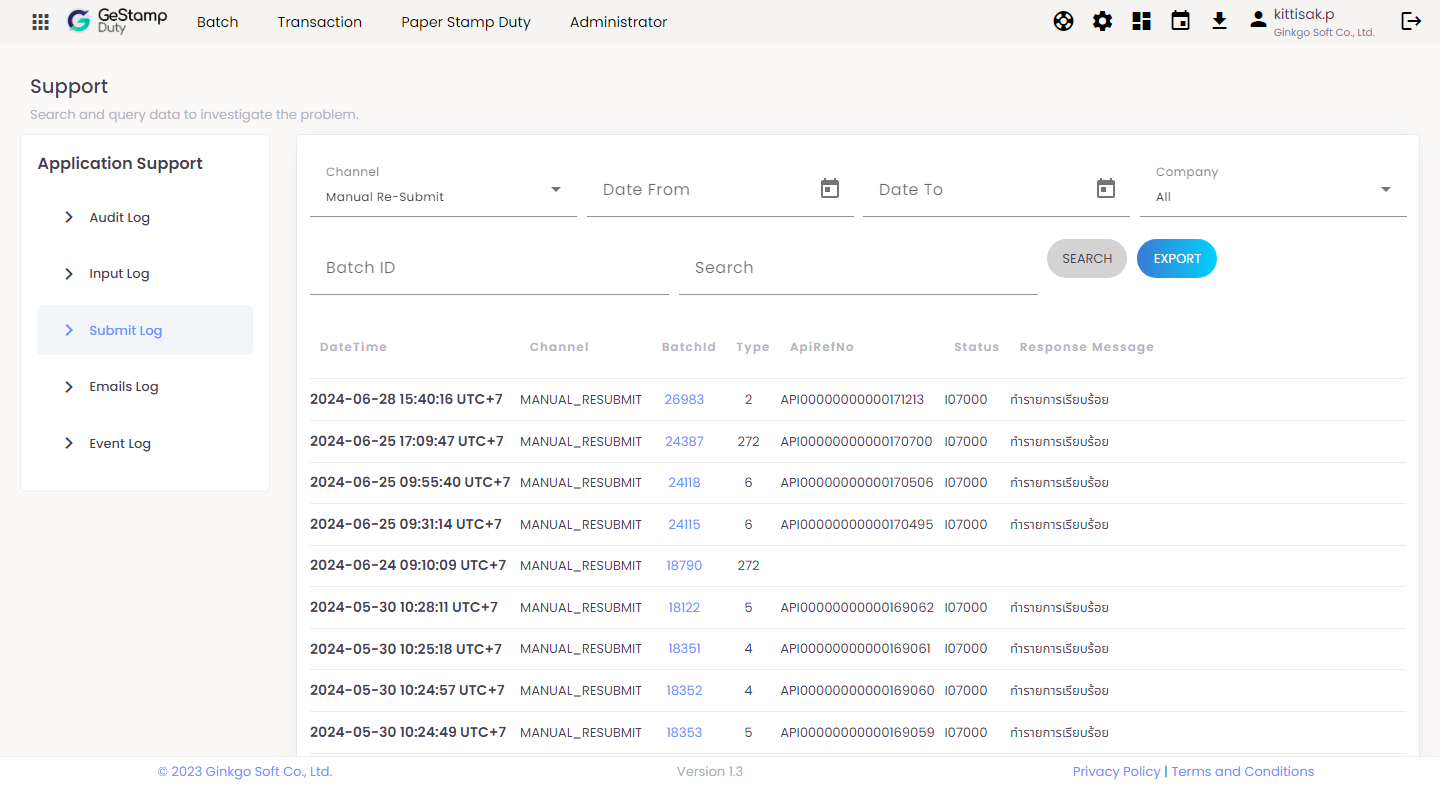 GeStamp
Duty
Batch
Transaction
Paper Stamp Duty
Administrator
kittisak.p
Ginkgo Soft Co., Ltd.
Support
Search and query data to investigate the problem.
Application Support
Audit Log
Input Log
Submit Log
Emails Log
Event Log
Channel
Manual Re-Submit
Date From
Date To
Company
All
Batch ID
Search
SEARCH
EXPORT
DateTime Channel BatchId Type ApiRefNo Status Response Message
2024-06-28 15:40:16 UTC+7 MANUAL_RESUBMIT 26983 2 API00000000000171213 I07000 ทำรายการเรียบร้อย
2024-06-25 17:09:47 UTC+7 MANUAL_RESUBMIT 24387 272 API00000000000170700 I07000 ทำรายการเรียบร้อย
2024-06-25 09:55:40 UTC+7 MANUAL_RESUBMIT 24118 6 API00000000000170506 I07000 ทำรายการเรียบร้อย
2024-06-25 09:31:14 UTC+7 MANUAL_RESUBMIT 24115 6 API00000000000170495 I07000 ทำรายการเรียบร้อย
2024-06-24 09:10:09 UTC+7 MANUAL_RESUBMIT 18790 272
2024-05-30 10:28:11 UTC+7 MANUAL_RESUBMIT 18122 5 API00000000000169062 I07000 ทำรายการเรียบร้อย
2024-05-30 10:25:18 UTC+7 MANUAL_RESUBMIT 18351 4 API00000000000169061 I07000 ทำรายการเรียบร้อย
2024-05-30 10:24:57 UTC+7 MANUAL_RESUBMIT 18352 4 API00000000000169060 I07000 ทำรายการเรียบร้อย
2024-05-30 10:24:49 UTC+7 MANUAL_RESUBMIT 18353 5 API00000000000169059 I07000 ทำรายการเรียบร้อย
© 2023 Ginkgo Soft Co., Ltd.
Version 1.3
Privacy Policy | Terms and Conditions